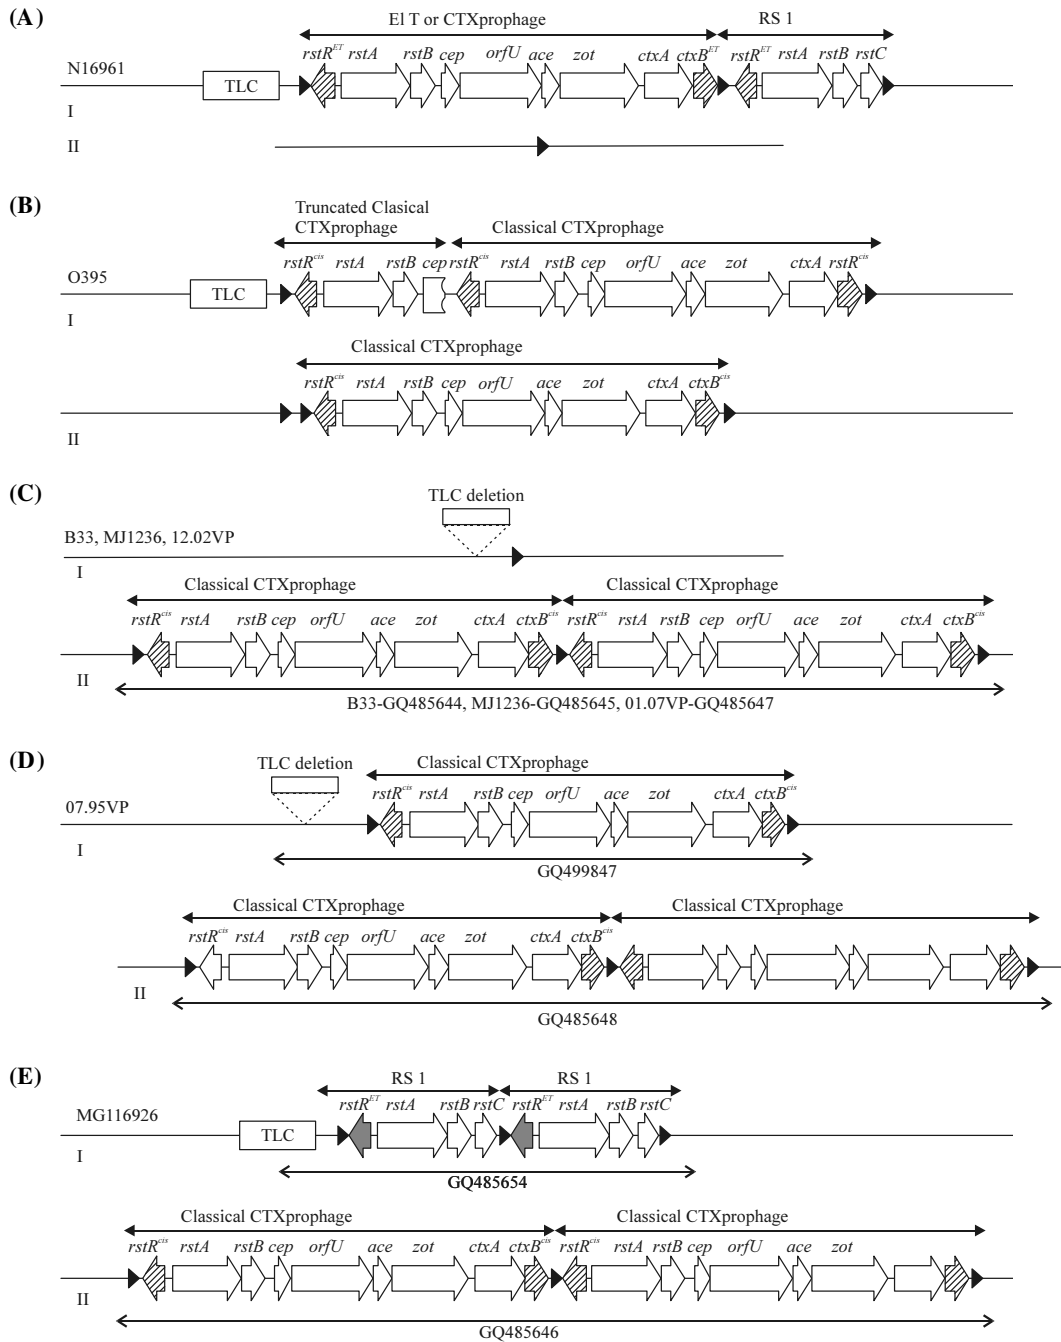 (A)
El T or CTXprophage RS 1
rstR^ET rstA rstB cep orfU ace zot ctxA ctxB^ET rstR^ET rstA rstB rstC
N16961
TLC
I
II
(B)
Truncated Clasical
CTXprophage Classical CTXprophage
rstR^cis rstA rstB cep rstR^cis rstA rstB cep orfU ace zot ctxA rstR^cis
O395
TLC
I
Classical CTXprophage
rstR^cis rstA rstB cep orfU ace zot ctxA ctxB^cis
II
(C)
TLC deletion
B33, MJ1236, 12.02VP
I
Classical CTXprophage Classical CTXprophage
rstR^cis rstA rstB cep orfU ace zot ctxA ctxB^cis rstR^cis rstA rstB cep orfU ace zot ctxA ctxB^cis
II
B33-GQ485644, MJ1236-GQ485645, 01.07VP-GQ485647
(D)
TLC deletion Classical CTXprophage
rstR^cis rstA rstB cep orfU ace zot ctxA ctxB^cis
07.95VP
I
GQ499847
Classical CTXprophage Classical CTXprophage
rstR^cis rstA rstB cep orfU ace zot ctxA ctxB^cis
II
GQ485648
(E)
RS 1 RS 1
rstR^ET rstA rstB rstC rstR^ET rstA rstB rstC
MG116926
TLC
I
GQ485654
Classical CTXprophage Classical CTXprophage
rstR^cis rstA rstB cep orfU ace zot ctxA ctxB^cis rstR^cis rstA rstB cep orfU ace zot
II
GQ485646